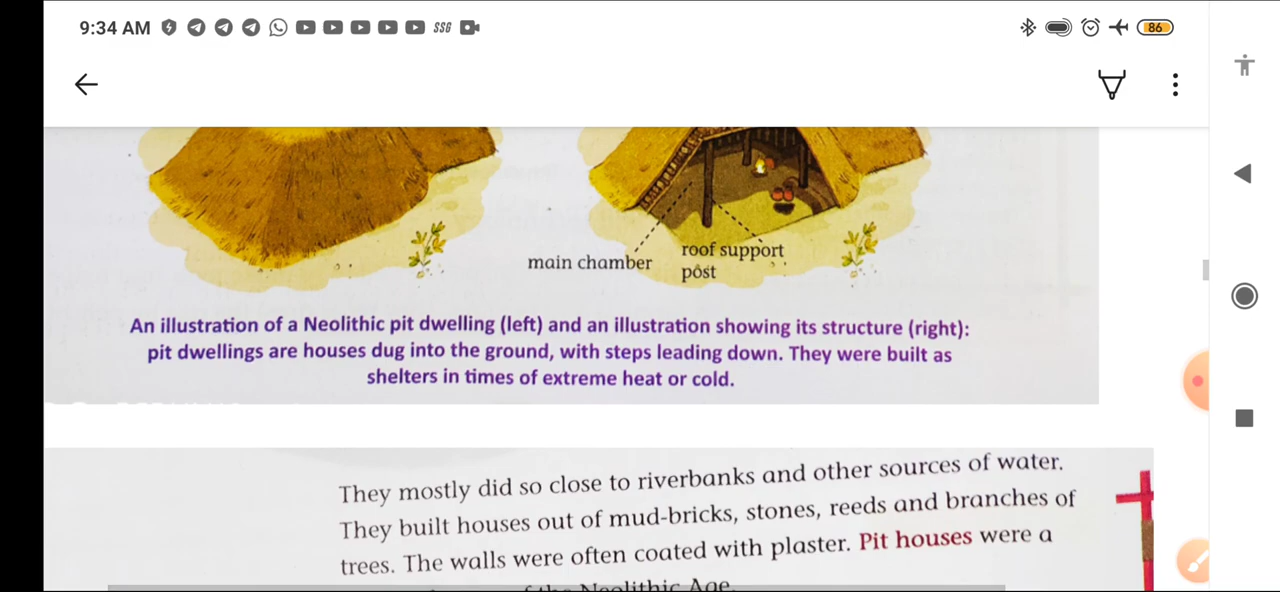 9:34 AM
SSG
86
main chamber
roof support
post
An illustration of a Neolithic pit dwelling (left) and an illustration showing its structure (right):
pit dwellings are houses dug into the ground, with steps leading down. They were built as
shelters in times of extreme heat or cold.
They mostly did so close to riverbanks and other sources of water.
They built houses out of mud-bricks, stones, reeds and branches of
trees. The walls were often coated with plaster. Pit houses were a
Neolithic Age.